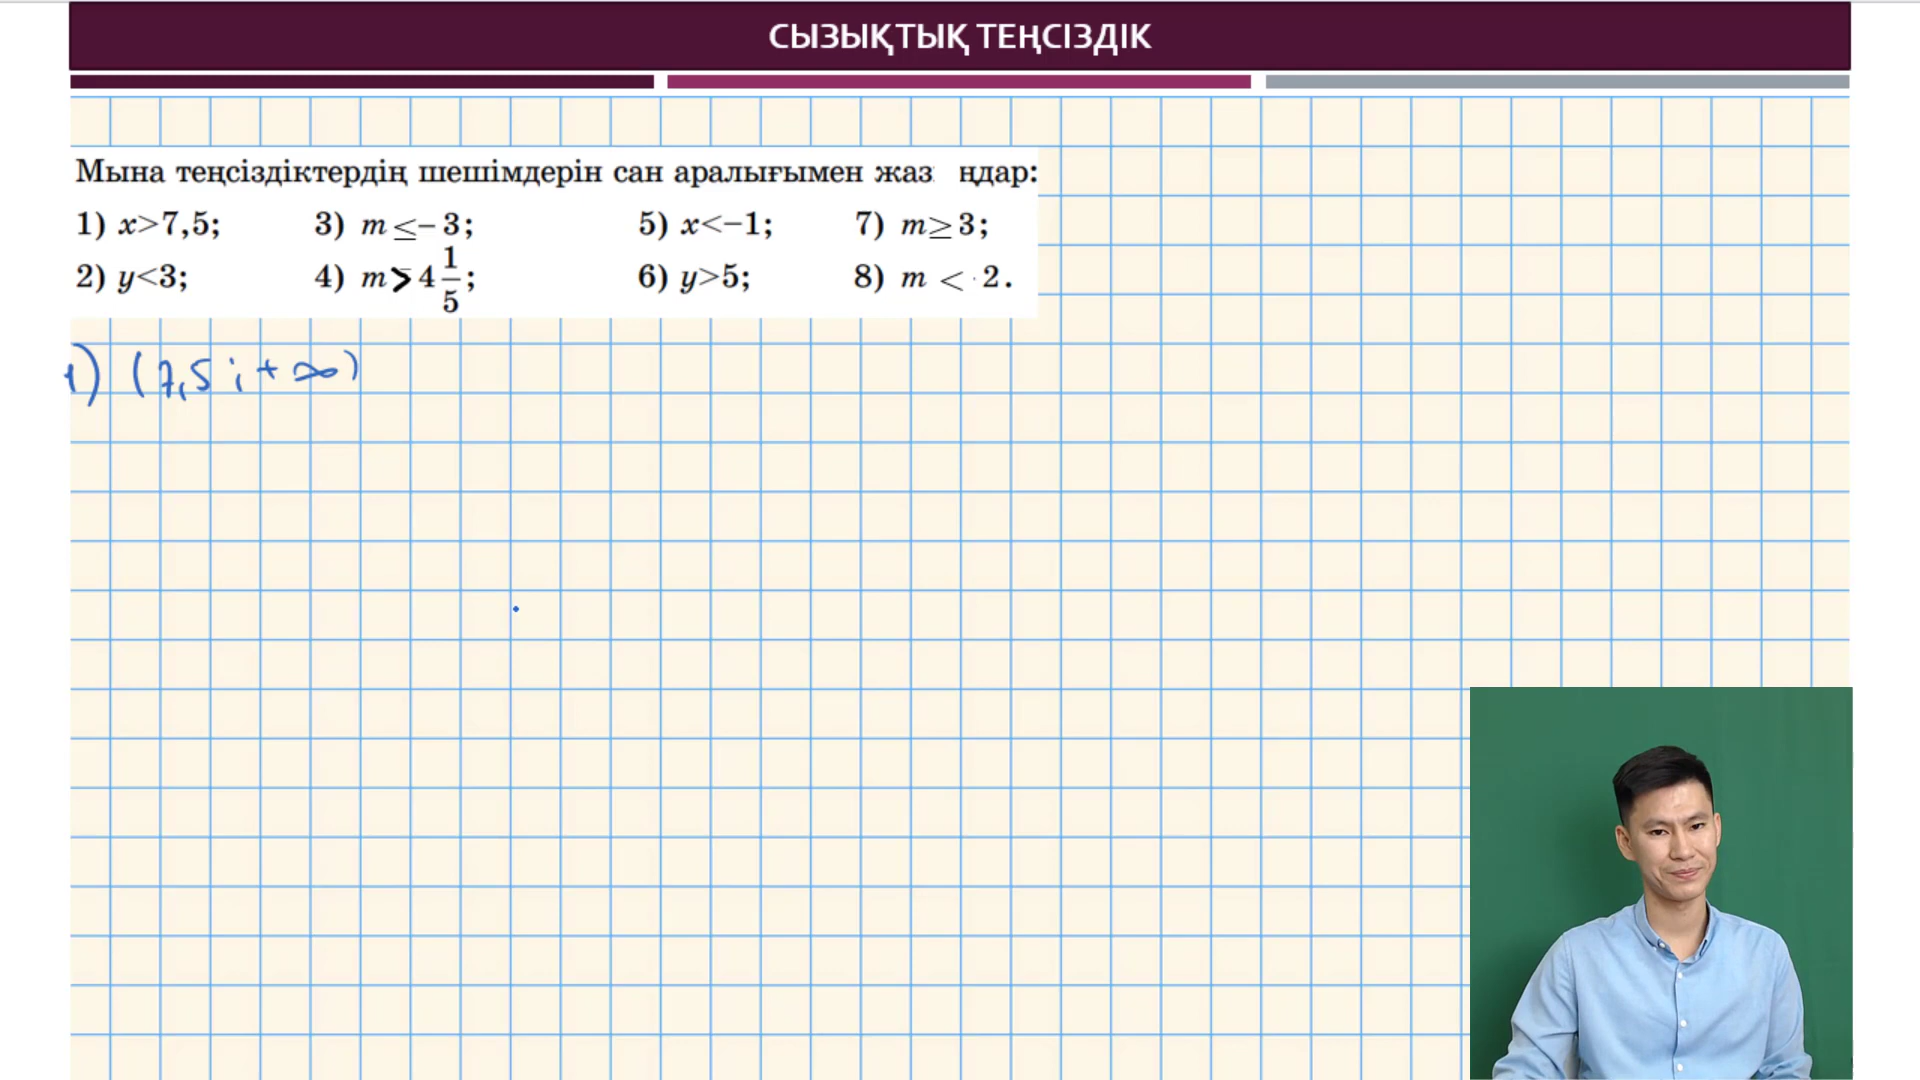 СЫЗЫҚТЫҚ ТЕҢСІЗДІК
Мына теңсіздіктердің шешімдерін сан аралығымен жаз ңдар:
1) x>7,5; 3) m ≤ − 3; 5) x<−1; 7) m ≥ 3;
2) y<3; 4) m > 4 1/5; 6) y>5; 8) m < 2.
1) (7,5 ; + ∞)